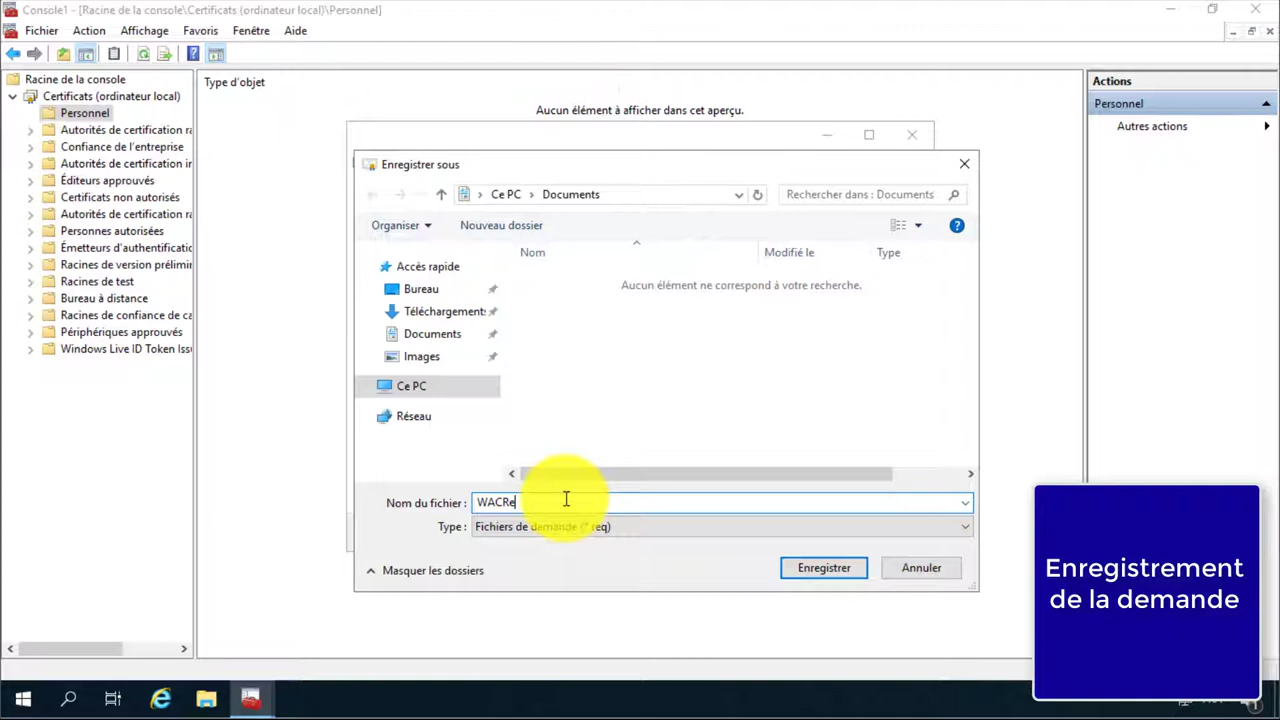 Console1 - [Racine de la console\Certificats (ordinateur local)\Personnel]
Fichier Action Affichage Favoris Fenêtre Aide
Racine de la console
Certificats (ordinateur local)
Personnel
Autorités de certification ra
Confiance de l'entreprise
Autorités de certification in
Éditeurs approuvés
Certificats non autorisés
Autorités de certification ra
Personnes autorisées
Émetteurs d'authentificatio
Racines de version prélimin
Racines de test
Bureau à distance
Racines de confiance de ca
Périphériques approuvés
Windows Live ID Token Issu
Type d'objet
Aucun élément à afficher dans cet aperçu.
Enregistrer sous
Ce PC > Documents
Rechercher dans : Documents
Organiser
Nouveau dossier
Accès rapide
Bureau
Téléchargements
Documents
Images
Ce PC
Réseau
Nom Modifié le Type
Aucun élément ne correspond à votre recherche.
Nom du fichier : WACRe
Type : Fichiers de demande (*.req)
Masquer les dossiers
Enregistrer
Annuler
Actions
Personnel
Autres actions
Enregistrement
de la demande